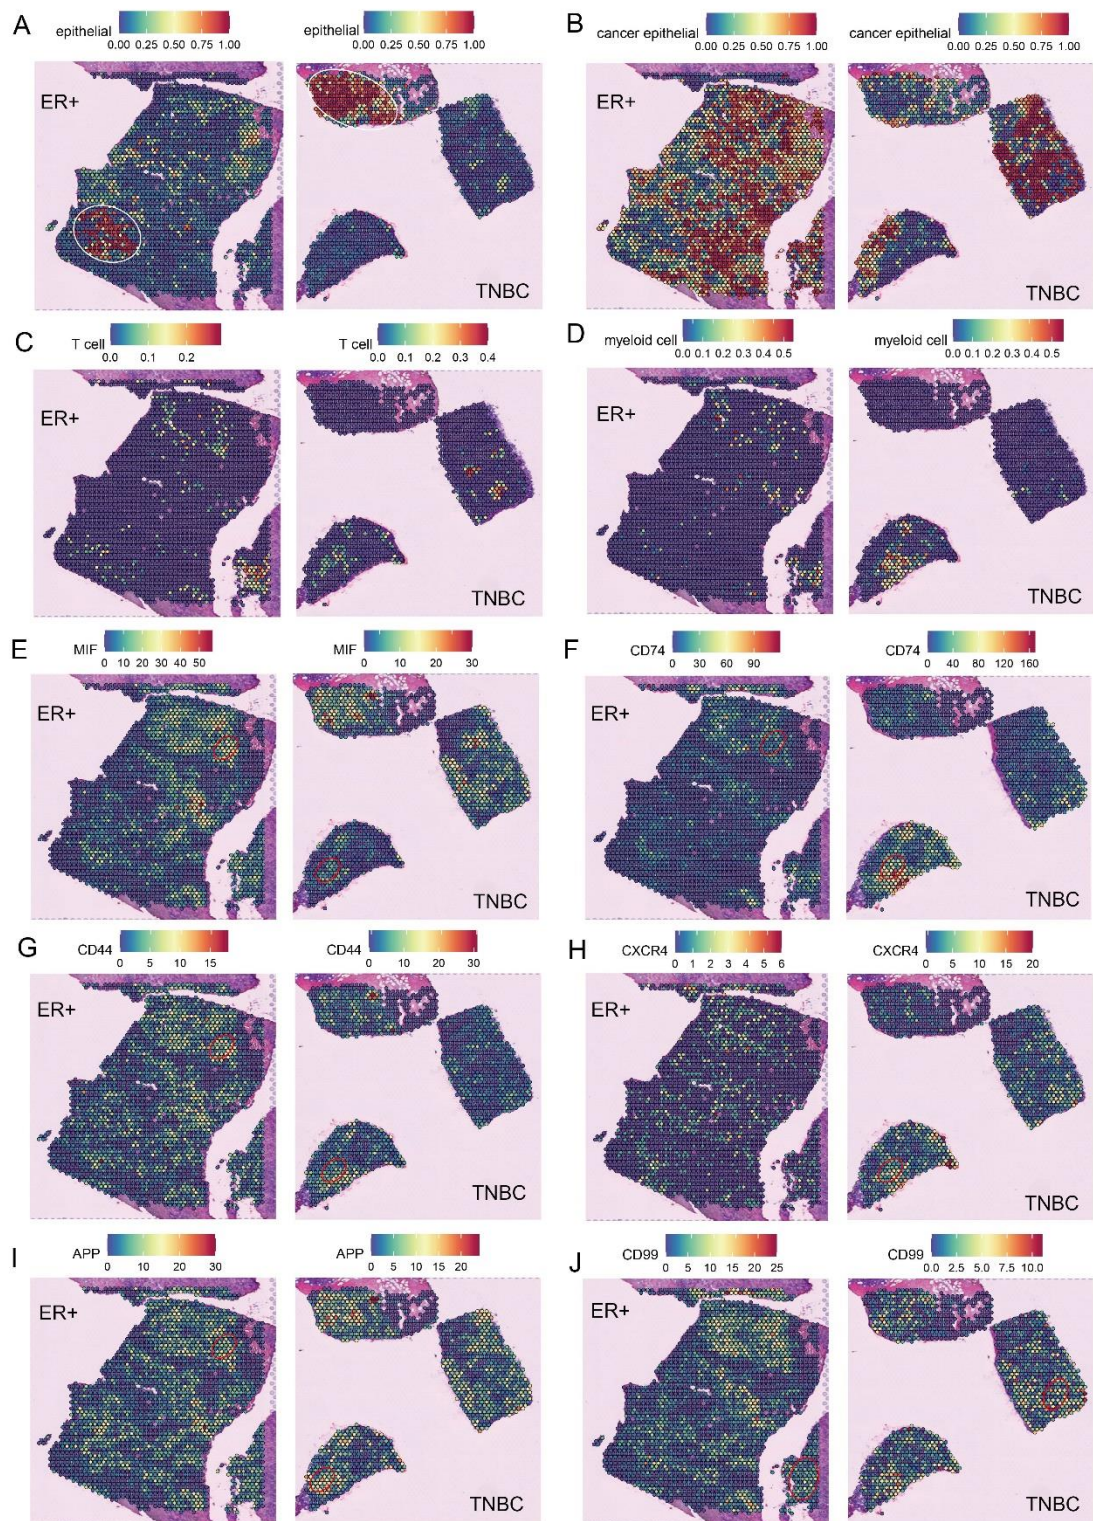 A
epithelial
0.00 0.25 0.50 0.75 1.00
epithelial
0.00 0.25 0.50 0.75 1.00
ER+
TNBC
B
cancer epithelial
0.00 0.25 0.50 0.75 1.00
cancer epithelial
0.00 0.25 0.50 0.75 1.00
ER+
TNBC
C
T cell
0.0 0.1 0.2
T cell
0.0 0.1 0.2 0.3 0.4
ER+
TNBC
D
myeloid cell
0.0 0.1 0.2 0.3 0.4 0.5
myeloid cell
0.0 0.1 0.2 0.3 0.4 0.5
ER+
TNBC
E
MIF
0 10 20 30 40 50
MIF
0 10 20 30
ER+
TNBC
F
CD74
0 30 60 90
CD74
0 40 80 120 160
ER+
TNBC
G
CD44
0 5 10 15
CD44
0 10 20 30
ER+
TNBC
H
CXCR4
0 1 2 3 4 5 6
CXCR4
0 5 10 15 20
ER+
TNBC
I
APP
0 10 20 30
APP
0 5 10 15 20
ER+
TNBC
J
CD99
0 5 10 15 20 25
CD99
0.0 2.5 5.0 7.5 10.0
ER+
TNBC